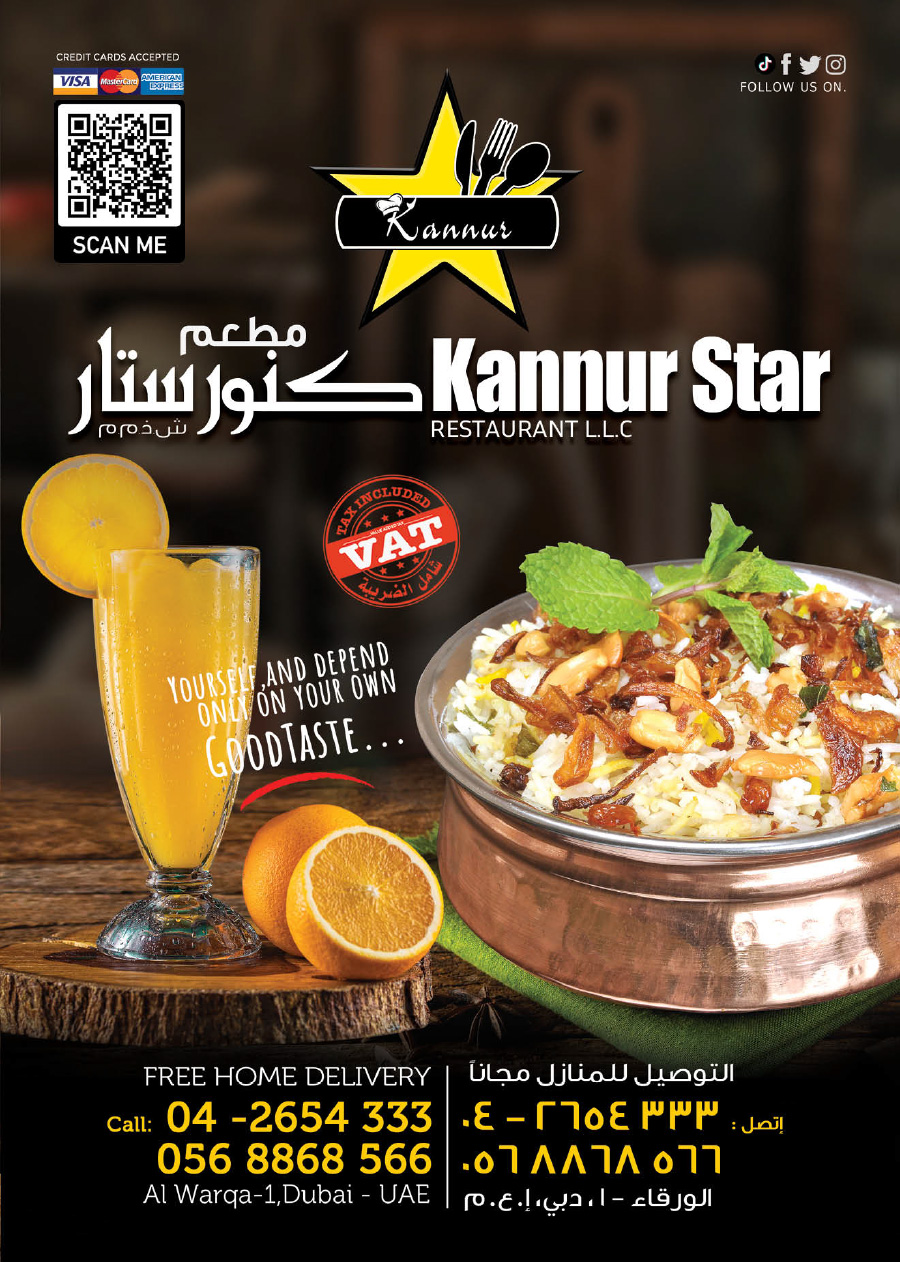 CREDIT CARDS ACCEPTED
VISA MasterCard AMERICAN EXPRESS
SCAN ME
FOLLOW US ON.
Kannur
مطعم
كنور ستار
ش ذ م م
Kannur Star
RESTAURANT L.L.C
TAX INCLUDED
VAT
شامل الضريبة
YOURSELF AND DEPEND
ONLY ON YOUR OWN
GOODTASTE...
FREE HOME DELIVERY
Call: 04 -2654 333
056 8868 566
Al Warqa-1,Dubai - UAE
التوصيل للمنازل مجاناً
إتصل : ٠٤ - ٢٦٥٤ ٣٣٣
٠٥٦ ٨٨٦٨ ٥٦٦
الورقاء - ١، دبي، إ.ع.م